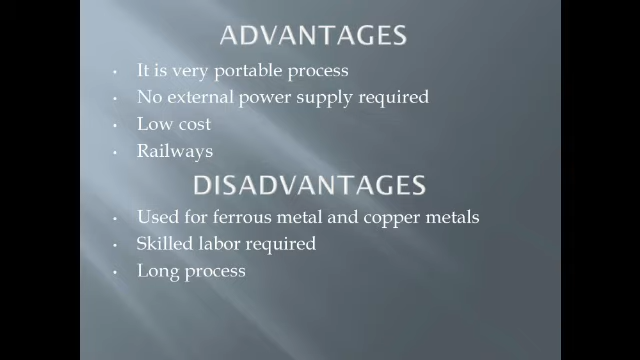 ADVANTAGES
• It is very portable process
• No external power supply required
• Low cost
• Railways
DISADVANTAGES
• Used for ferrous metal and copper metals
• Skilled labor required
• Long process